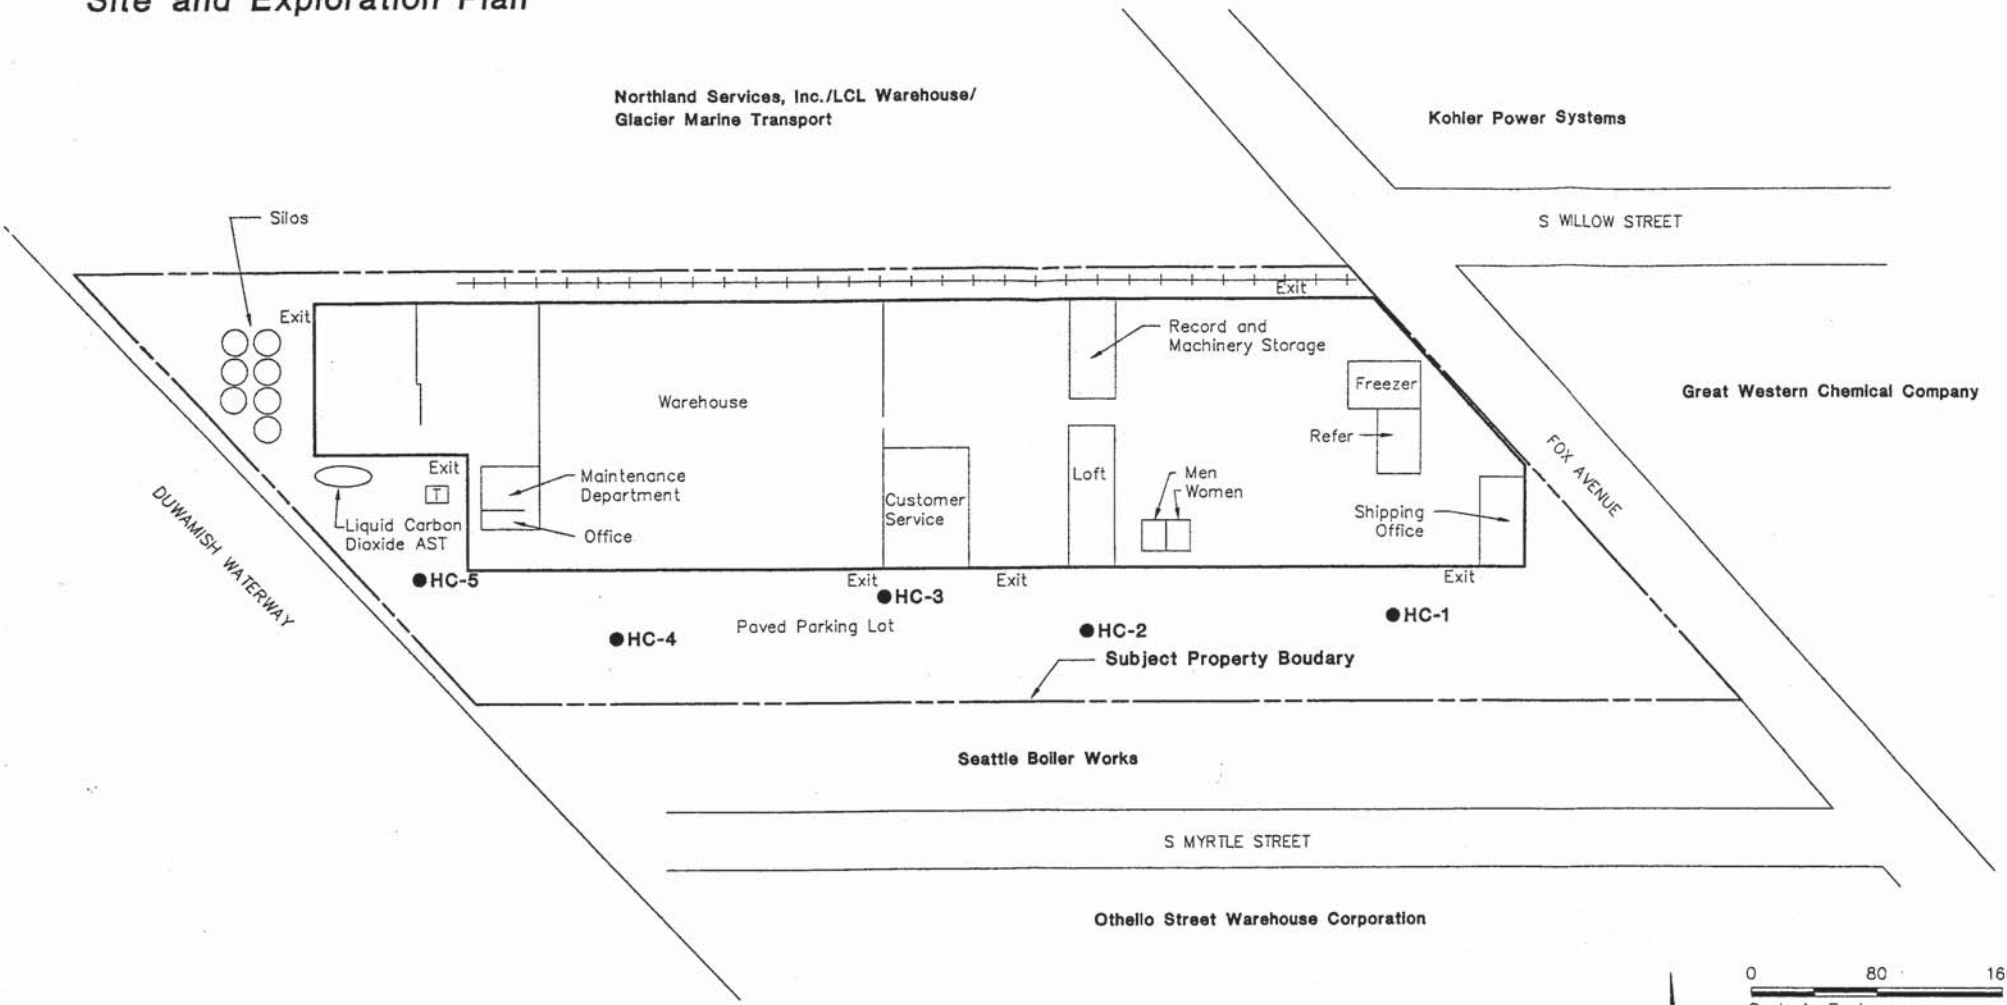 Site and Exploration Plan
Northland Services, Inc./LCL Warehouse/
Glacier Marine Transport
Kohler Power Systems
S WILLOW STREET
Silos
Exit
Exit
Record and
Machinery Storage
Freezer
Great Western Chemical Company
Warehouse
Refer
FOX AVENUE
Exit
Maintenance
Department
Loft
Men
Women
T
Customer
Service
Shipping
Office
Liquid Carbon
Dioxide AST
Office
DUWAMISH WATERWAY
HC-5
Exit
Exit
Exit
HC-3
HC-1
Paved Parking Lot
HC-4
HC-2
Subject Property Boudary
Seattle Boiler Works
S MYRTLE STREET
Othello Street Warehouse Corporation
0 80